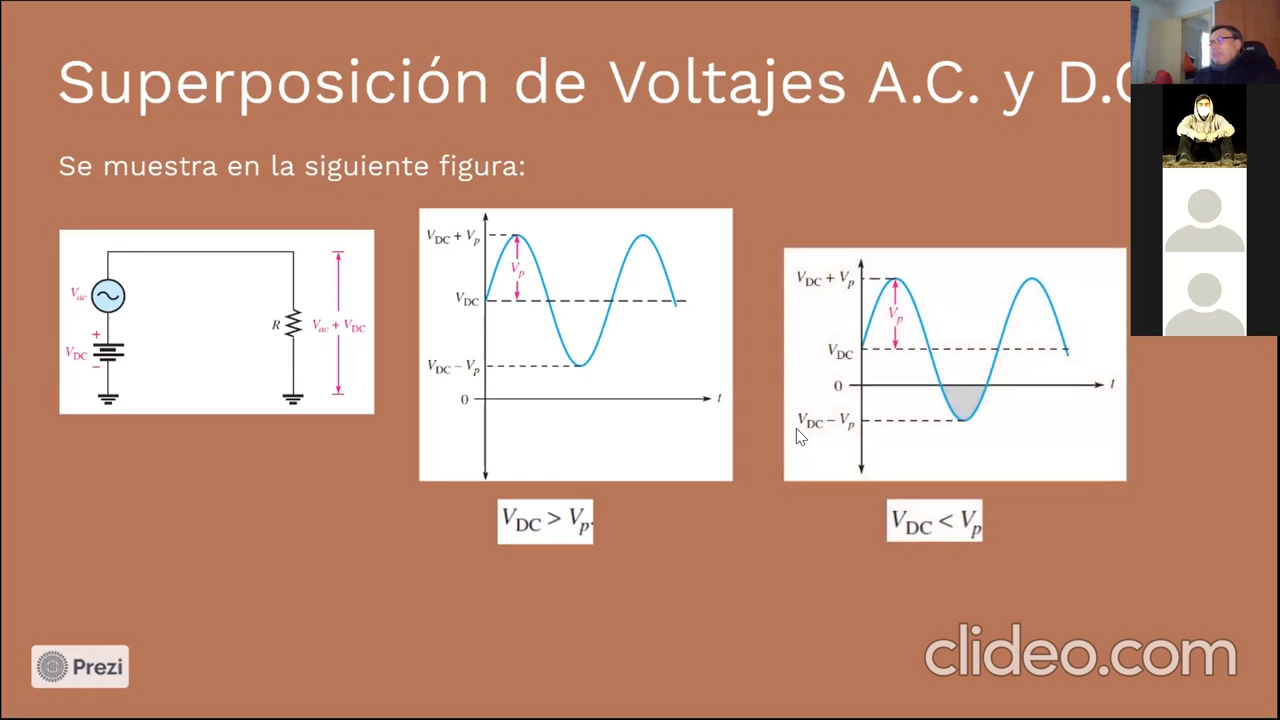 Superposición de Voltajes A.C. y D.C
Se muestra en la siguiente figura:
Vac
+
VDC
−
R
Vac + VDC
VDC + Vp
Vp
VDC
VDC − Vp
0
t
VDC > Vp.
VDC + Vp
Vp
VDC
0
t
VDC − Vp
VDC < Vp
Prezi
clideo.com